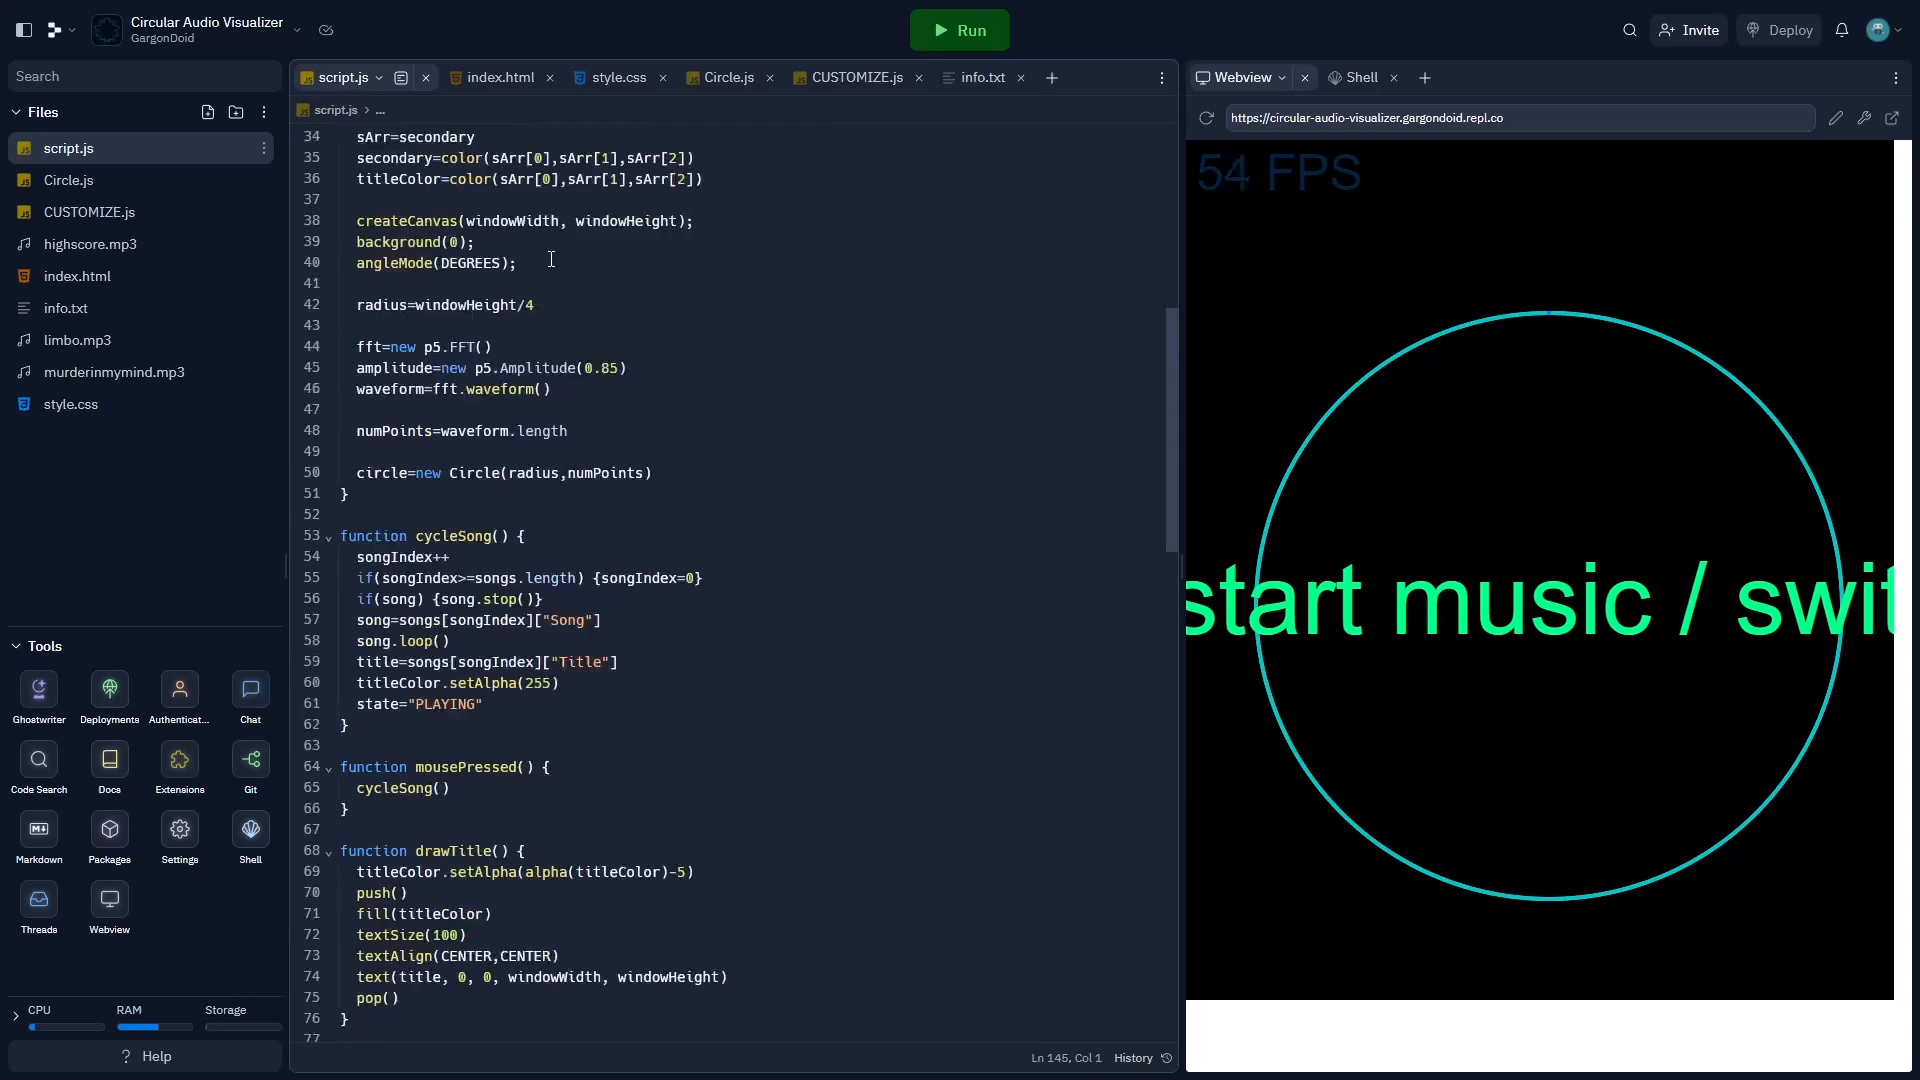 Circular Audio Visualizer
GargonDoid
Run
Invite
Deploy
Search
Files
script.js
Circle.js
CUSTOMIZE.js
highscore.mp3
index.html
info.txt
limbo.mp3
murderinmymind.mp3
style.css
Tools
Ghostwriter
Deployments
Authenticat...
Chat
Code Search
Docs
Extensions
Git
Markdown
Packages
Settings
Shell
Threads
Webview
CPU
RAM
Storage
? Help
script.js
index.html
style.css
Circle.js
CUSTOMIZE.js
info.txt
script.js > ...
34 sArr=secondary
35 secondary=color(sArr[0],sArr[1],sArr[2])
36 titleColor=color(sArr[0],sArr[1],sArr[2])
37
38 createCanvas(windowWidth, windowHeight);
39 background(0);
40 angleMode(DEGREES);
41
42 radius=windowHeight/4
43
44 fft=new p5.FFT()
45 amplitude=new p5.Amplitude(0.85)
46 waveform=fft.waveform()
47
48 numPoints=waveform.length
49
50 circle=new Circle(radius,numPoints)
51 }
52
53 function cycleSong() {
54 songIndex++
55 if(songIndex>=songs.length) {songIndex=0}
56 if(song) {song.stop()}
57 song=songs[songIndex]["Song"]
58 song.loop()
59 title=songs[songIndex]["Title"]
60 titleColor.setAlpha(255)
61 state="PLAYING"
62 }
63
64 function mousePressed() {
65 cycleSong()
66 }
67
68 function drawTitle() {
69 titleColor.setAlpha(alpha(titleColor)-5)
70 push()
71 fill(titleColor)
72 textSize(100)
73 textAlign(CENTER,CENTER)
74 text(title, 0, 0, windowWidth, windowHeight)
75 pop()
76 }
77
Ln 145, Col 1
History
Webview
Shell
https://circular-audio-visualizer.gargondoid.repl.co
54 FPS
start music / swit